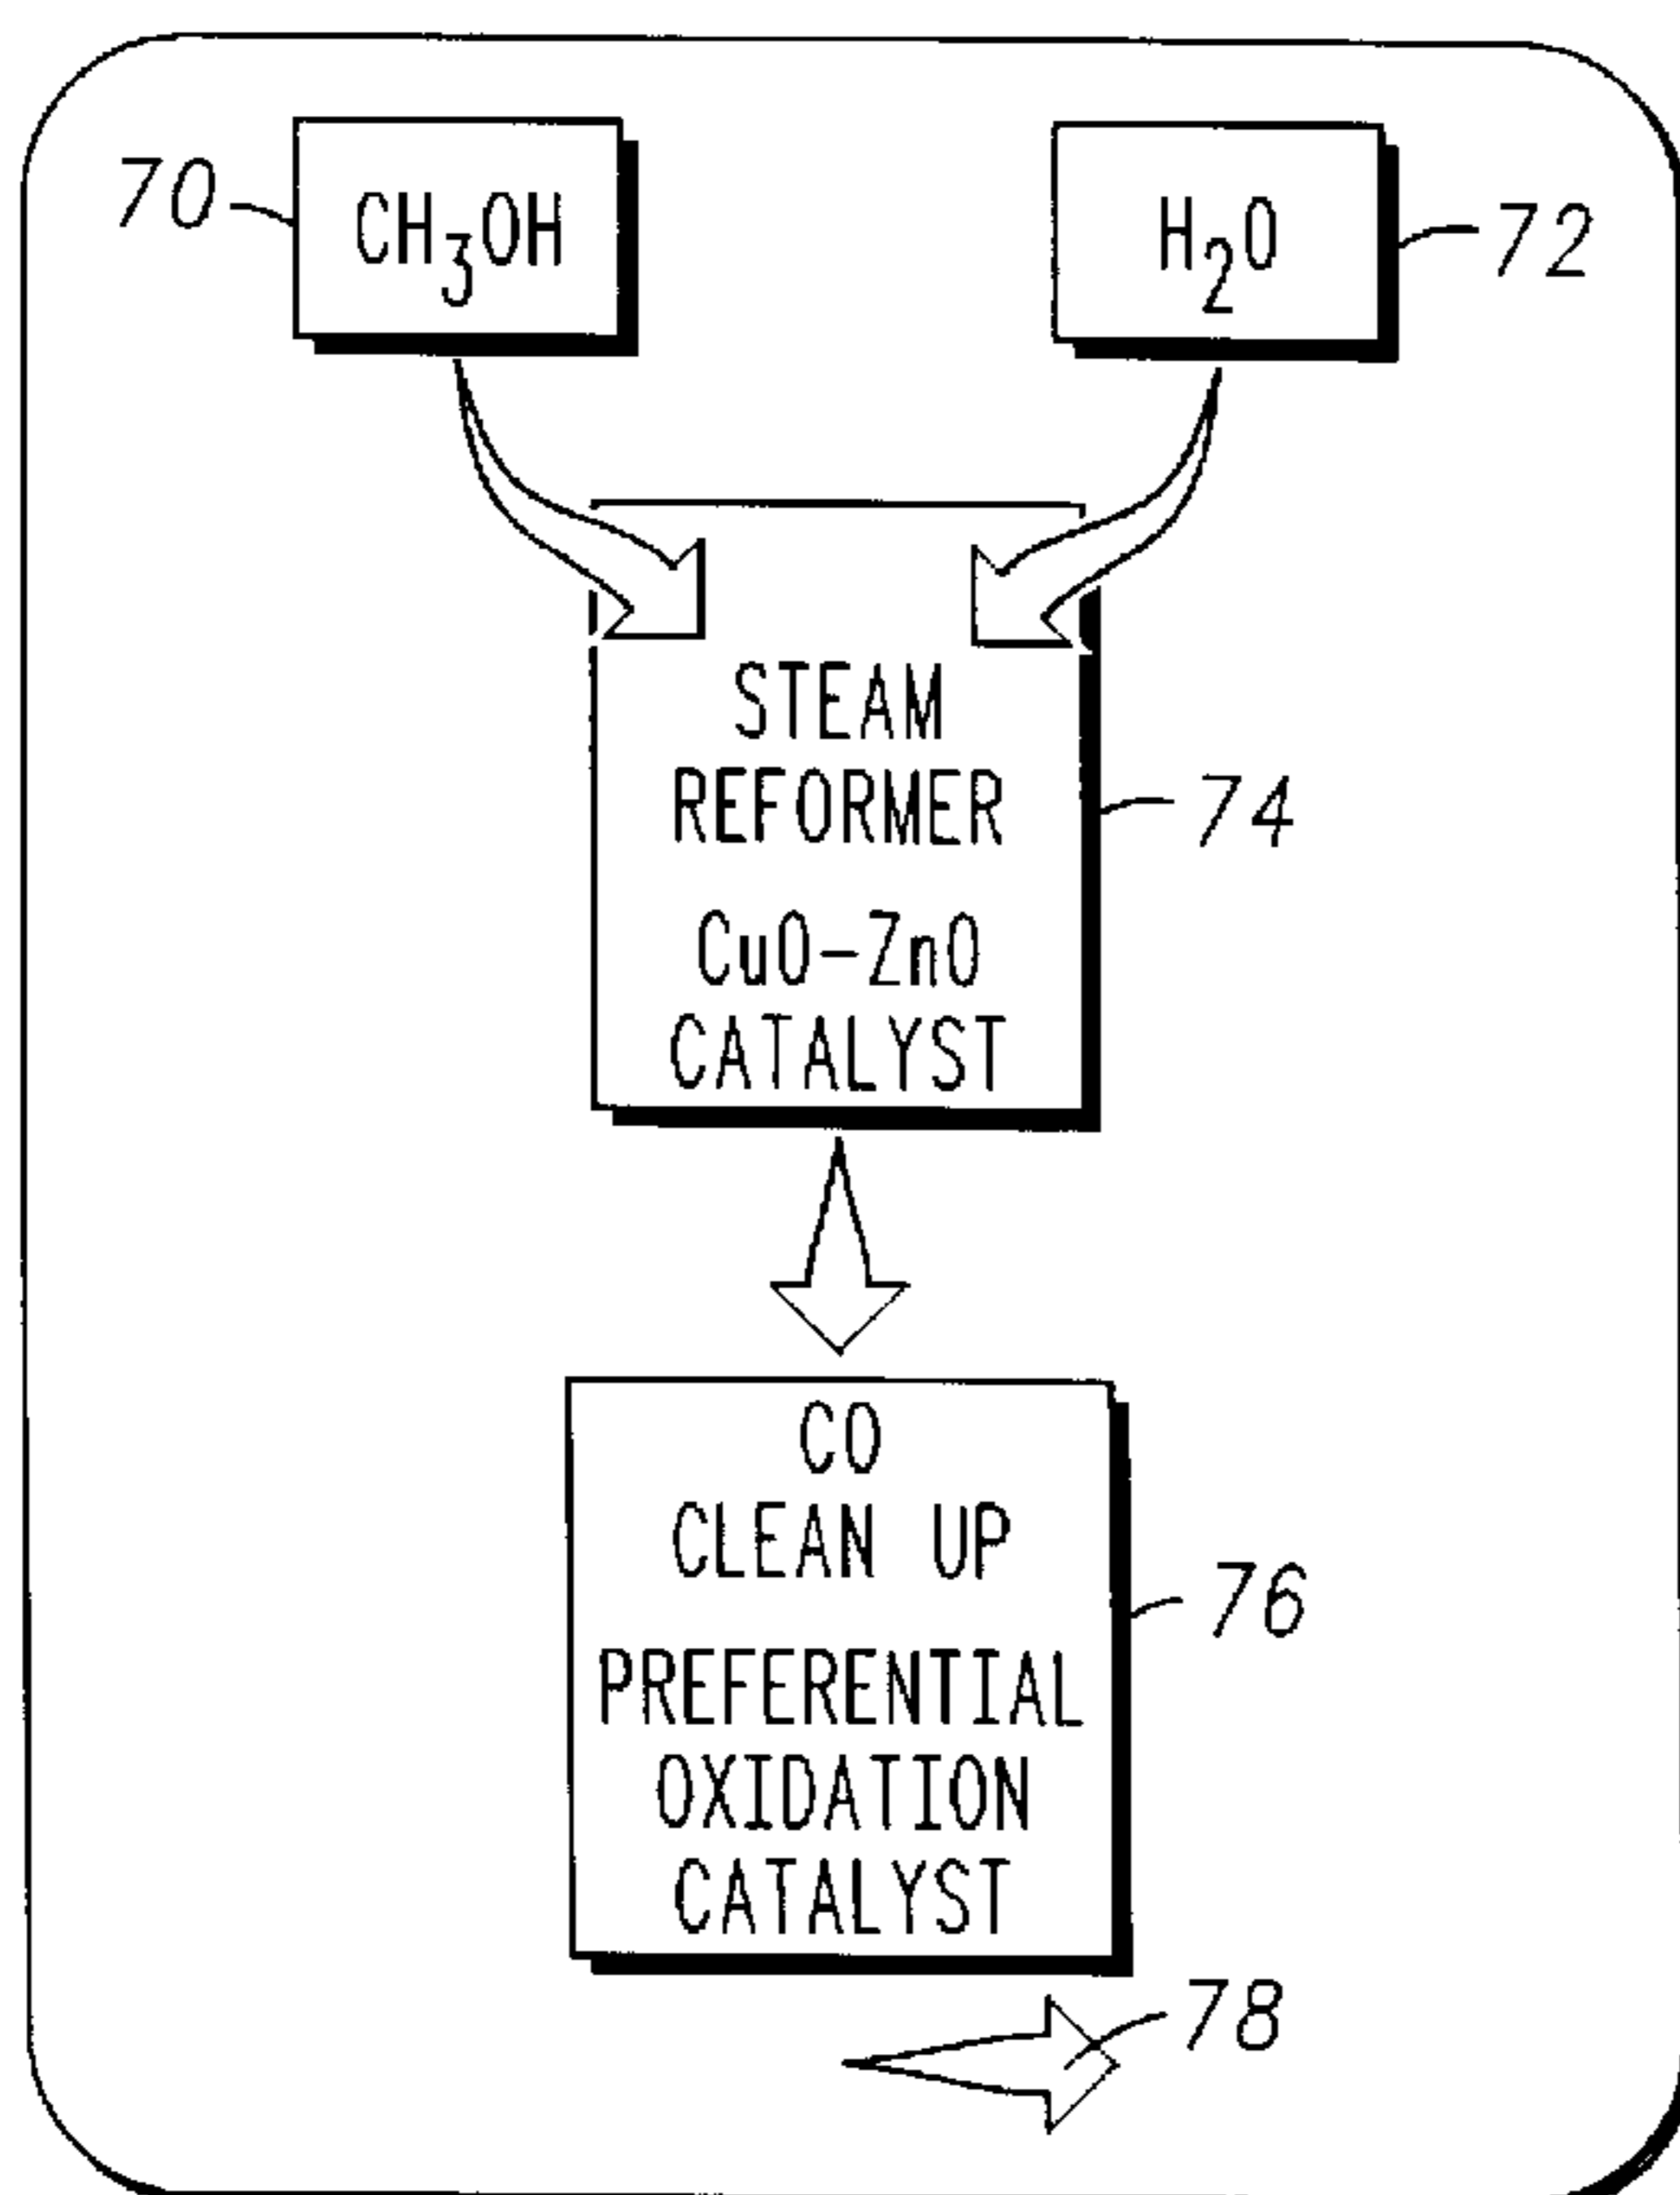 70
CH₃OH
H₂O
72
STEAM
REFORMER
74
CuO-ZnO
CATALYST
CO
CLEAN UP
76
PREFERENTIAL
OXIDATION
CATALYST
78